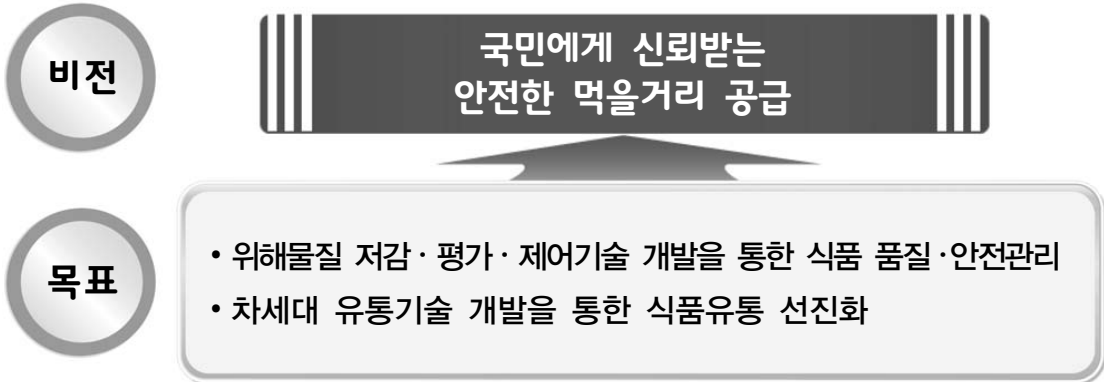 비전
국민에게 신뢰받는
안전한 먹을거리 공급
목표
• 위해물질 저감· 평가· 제어기술 개발을 통한 식품 품질·안전관리
• 차세대 유통기술 개발을 통한 식품유통 선진화